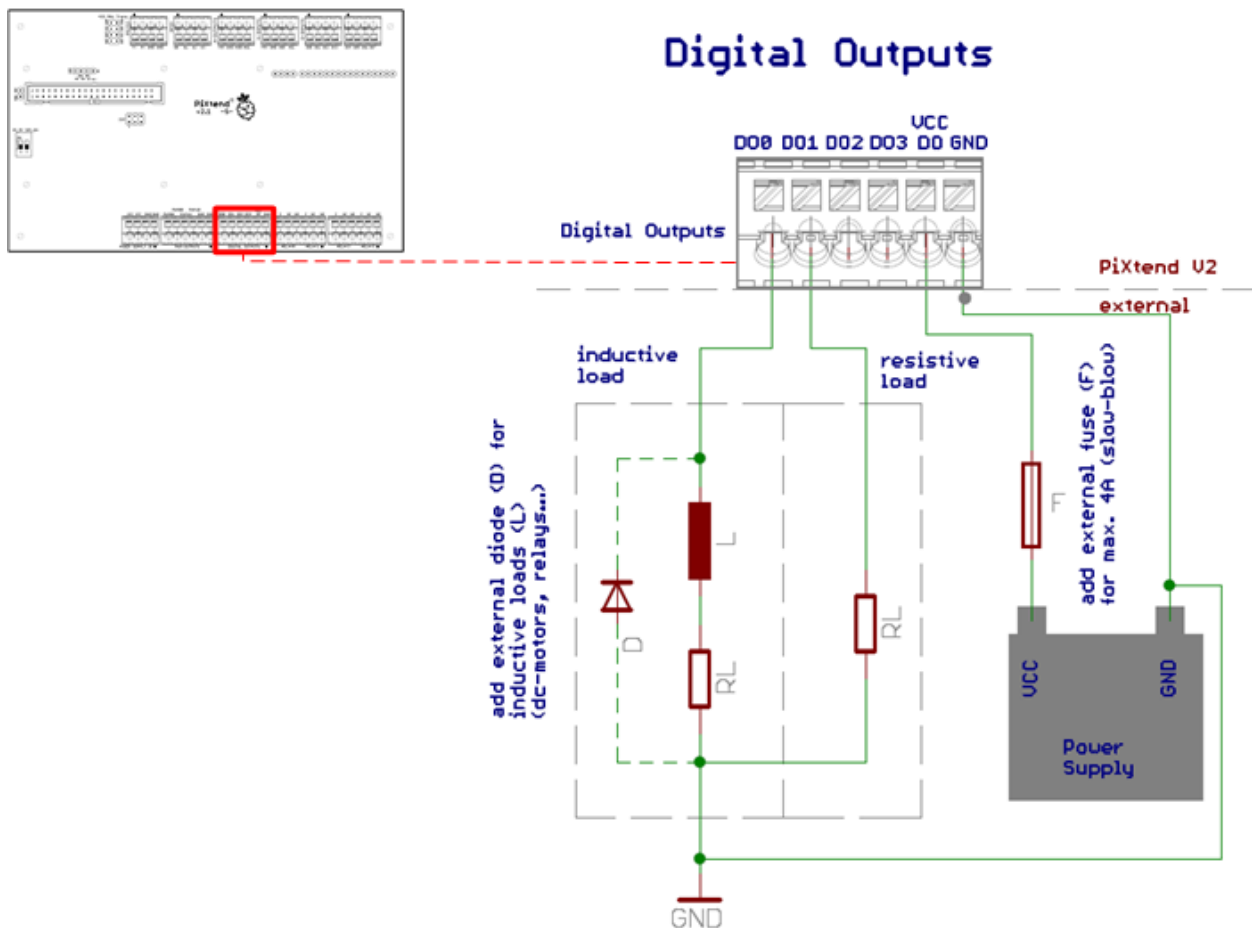 Digital Outputs
PiXtend
VCC
DO0 DO1 DO2 DO3 DO GND
Digital Outputs
PiXtend V2
external
inductive
load
resistive
load
add external diode (D) for
inductive loads (L)
(dc-motors, relays...)
add external fuse (F)
for max. 4A (slow-blow)
L
F
D
RL
RL
VCC
GND
Power
Supply
GND